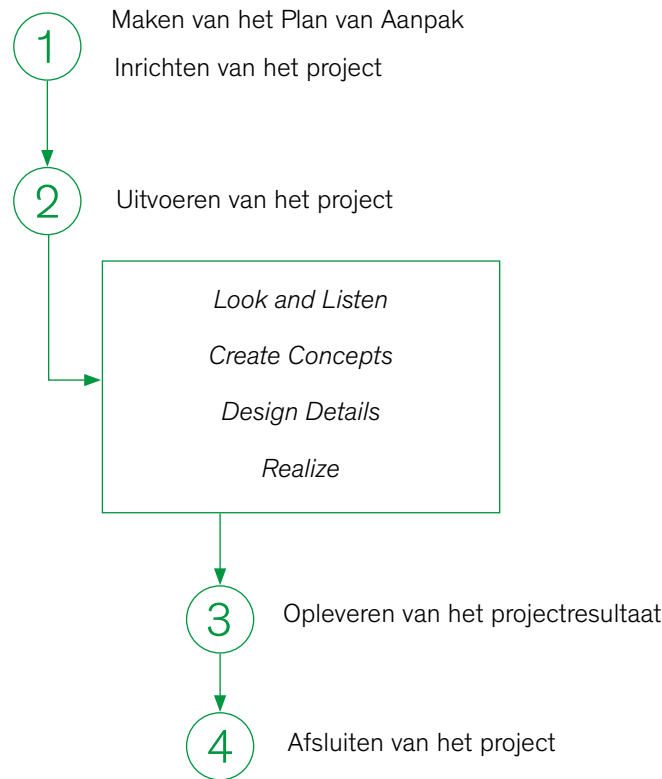 1
Maken van het Plan van Aanpak
Inrichten van het project
2
Uitvoeren van het project
Look and Listen
Create Concepts
Design Details
Realize
3
Opleveren van het projectresultaat
4
Afsluiten van het project